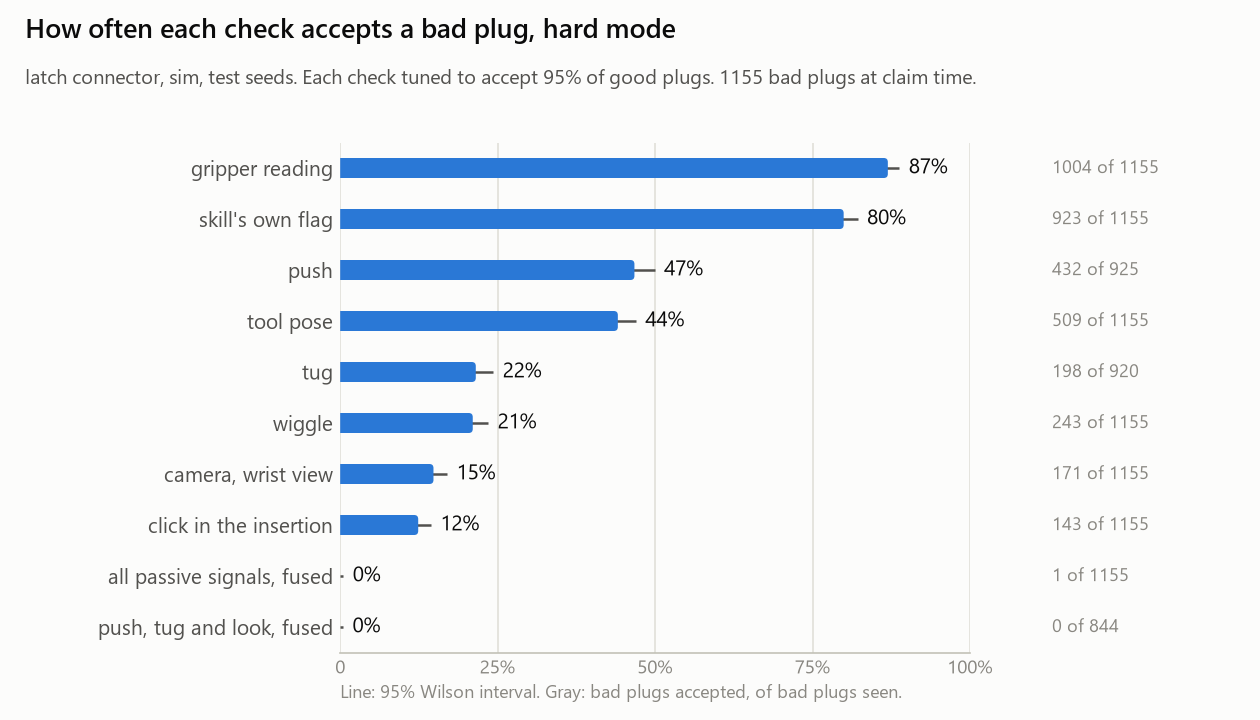 How often each check accepts a bad plug, hard mode
latch connector, sim, test seeds. Each check tuned to accept 95% of good plugs. 1155 bad plugs at claim time.
gripper reading 87% 1004 of 1155
skill's own flag 80% 923 of 1155
push 47% 432 of 925
tool pose 44% 509 of 1155
tug 22% 198 of 920
wiggle 21% 243 of 1155
camera, wrist view 15% 171 of 1155
click in the insertion 12% 143 of 1155
all passive signals, fused 0% 1 of 1155
push, tug and look, fused 0% 0 of 844
0 25% 50% 75% 100%
Line: 95% Wilson interval. Gray: bad plugs accepted, of bad plugs seen.